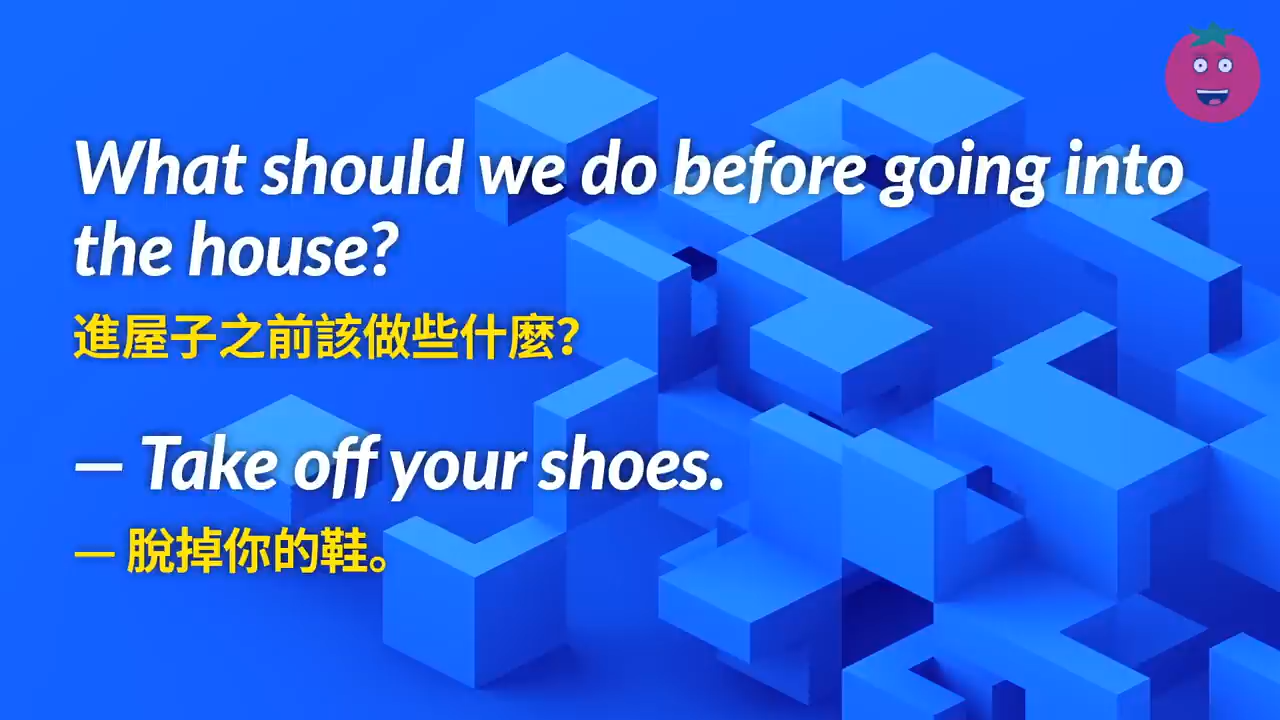 What should we do before going into
the house?
進屋子之前該做些什麼?
— Take off your shoes.
— 脫掉你的鞋。